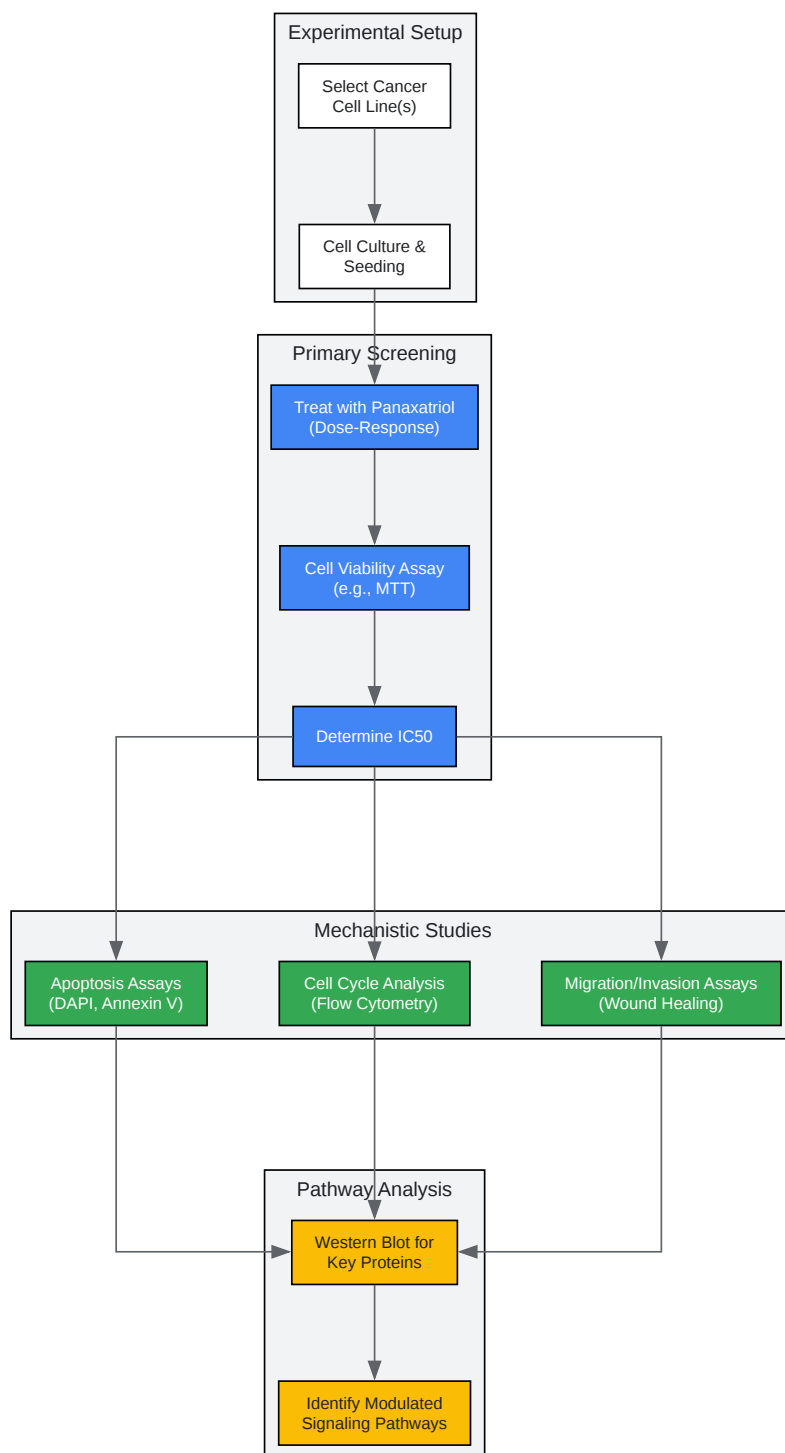 Experimental Setup
Select Cancer
Cell Line(s)
Cell Culture &
Seeding
Primary Screening
Treat with Panaxatriol
(Dose-Response)
Cell Viability Assay
(e.g., MTT)
Determine IC50
Mechanistic Studies
Apoptosis Assays
(DAPI, Annexin V)
Cell Cycle Analysis
(Flow Cytometry)
Migration/Invasion Assays
(Wound Healing)
Pathway Analysis
Western Blot for
Key Proteins
Identify Modulated
Signaling Pathways